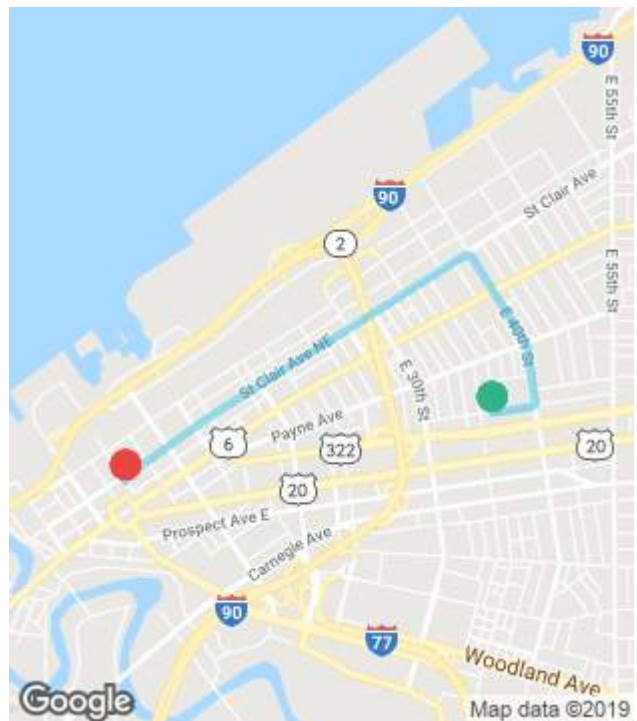 90
E 55th St
St Clair Ave
90
2
E 55th St
E 40th St
St Clair Ave NE
E 30th St
Payne Ave
6
322
20
20
Prospect Ave E
Carnegie Ave
90
77
Woodland Ave
Google
Map data ©2019